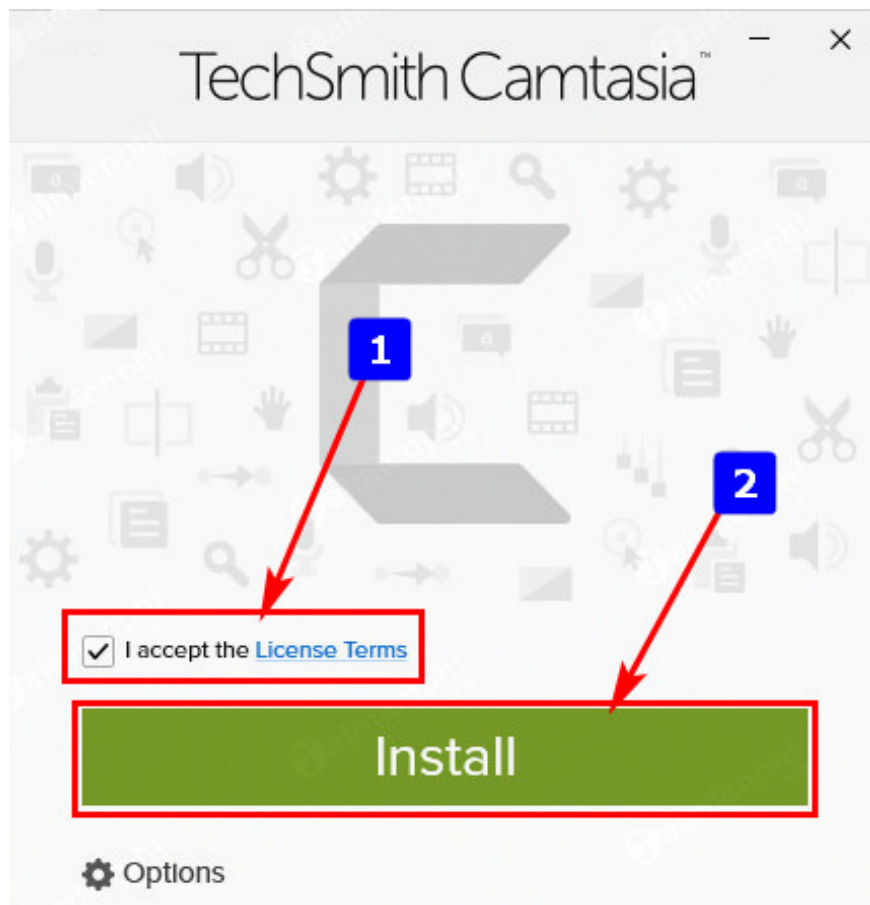 TechSmith Camtasia™
1
2
I accept the License Terms
Install
Options